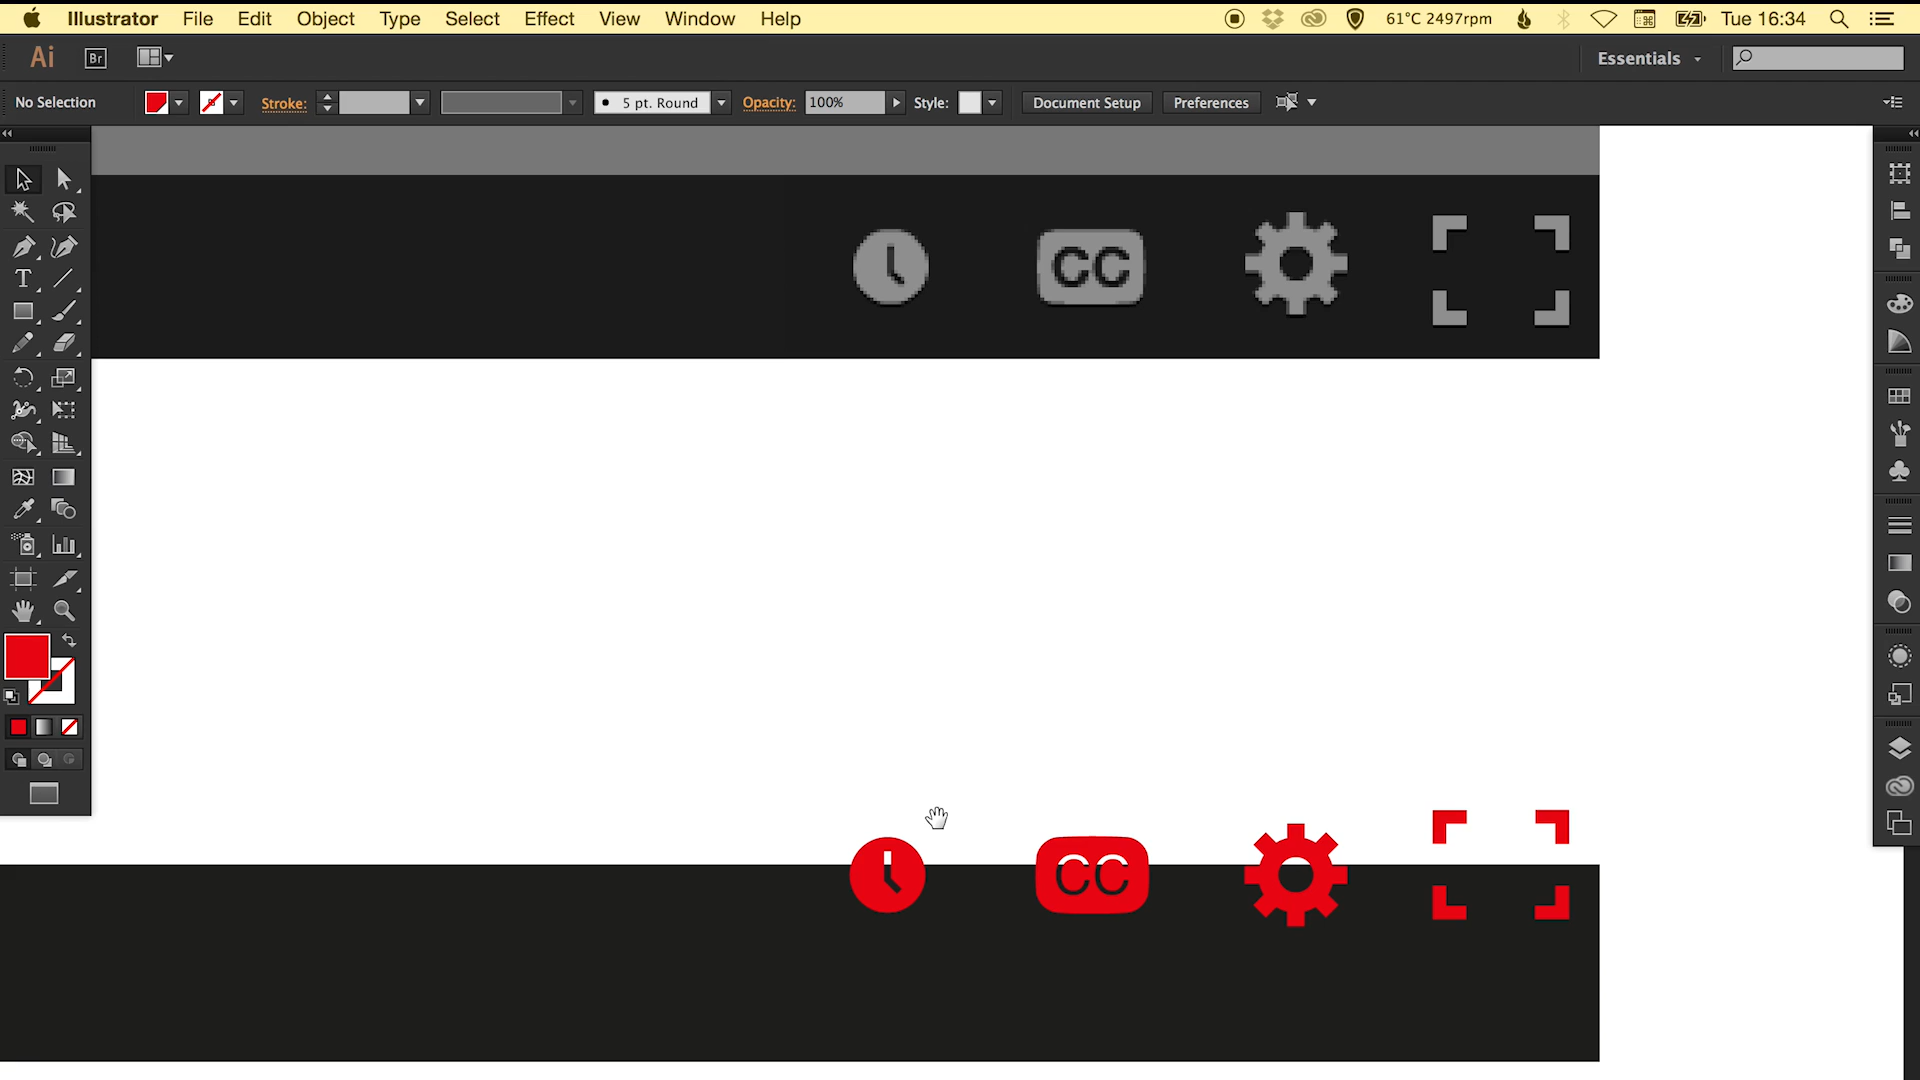 Illustrator File Edit Object Type Select Effect View Window Help 61°C 2497rpm Tue 16:34
Ai Br Essentials
No Selection Stroke: 5 pt. Round Opacity: 100% Style: Document Setup Preferences
CC
T
CC